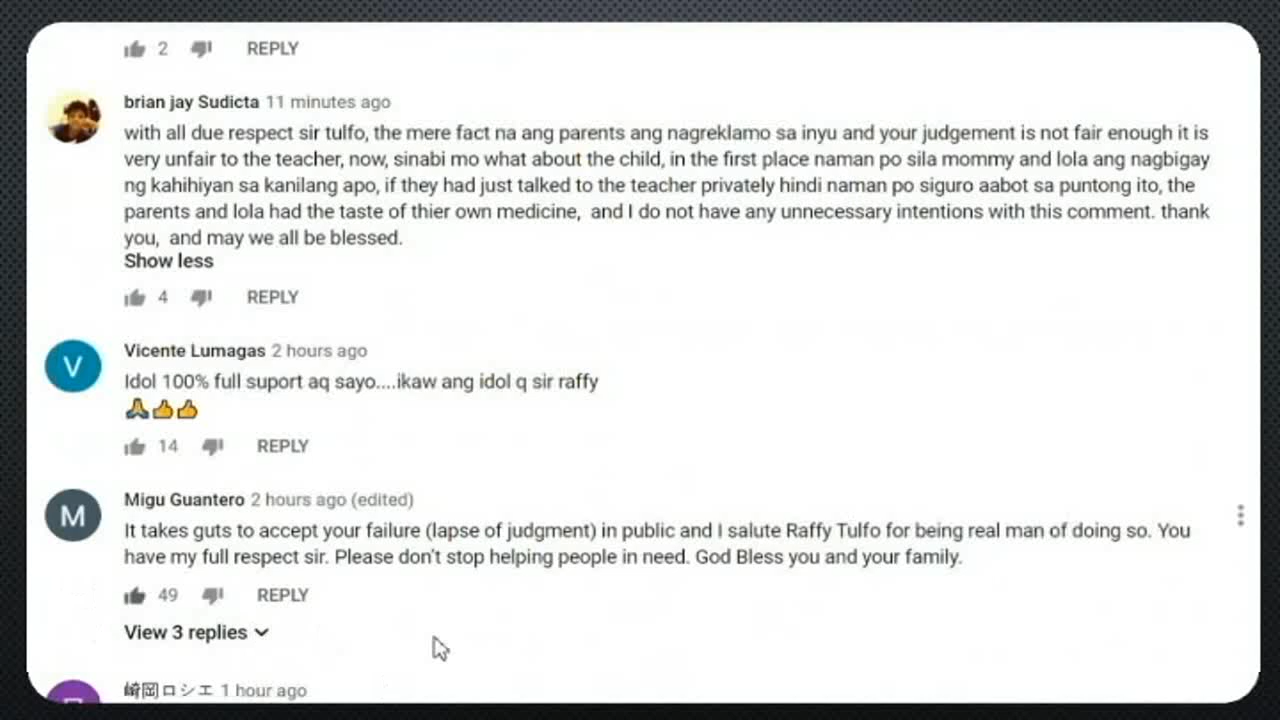 2 REPLY
brian jay Sudicta 11 minutes ago
with all due respect sir tulfo, the mere fact na ang parents ang nagreklamo sa inyu and your judgement is not fair enough it is
very unfair to the teacher, now, sinabi mo what about the child, in the first place naman po sila mommy and lola ang nagbigay
ng kahihiyan sa kanilang apo, if they had just talked to the teacher privately hindi naman po siguro aabot sa puntong ito, the
parents and lola had the taste of thier own medicine, and I do not have any unnecessary intentions with this comment. thank
you, and may we all be blessed.
Show less
4 REPLY
V
Vicente Lumagas 2 hours ago
Idol 100% full suport aq sayo....ikaw ang idol q sir raffy
🙏👍👍
14 REPLY
M
Migu Guantero 2 hours ago (edited)
It takes guts to accept your failure (lapse of judgment) in public and I salute Raffy Tulfo for being real man of doing so. You
have my full respect sir. Please don't stop helping people in need. God Bless you and your family.
49 REPLY
View 3 replies
崎岡ロシエ 1 hour ago